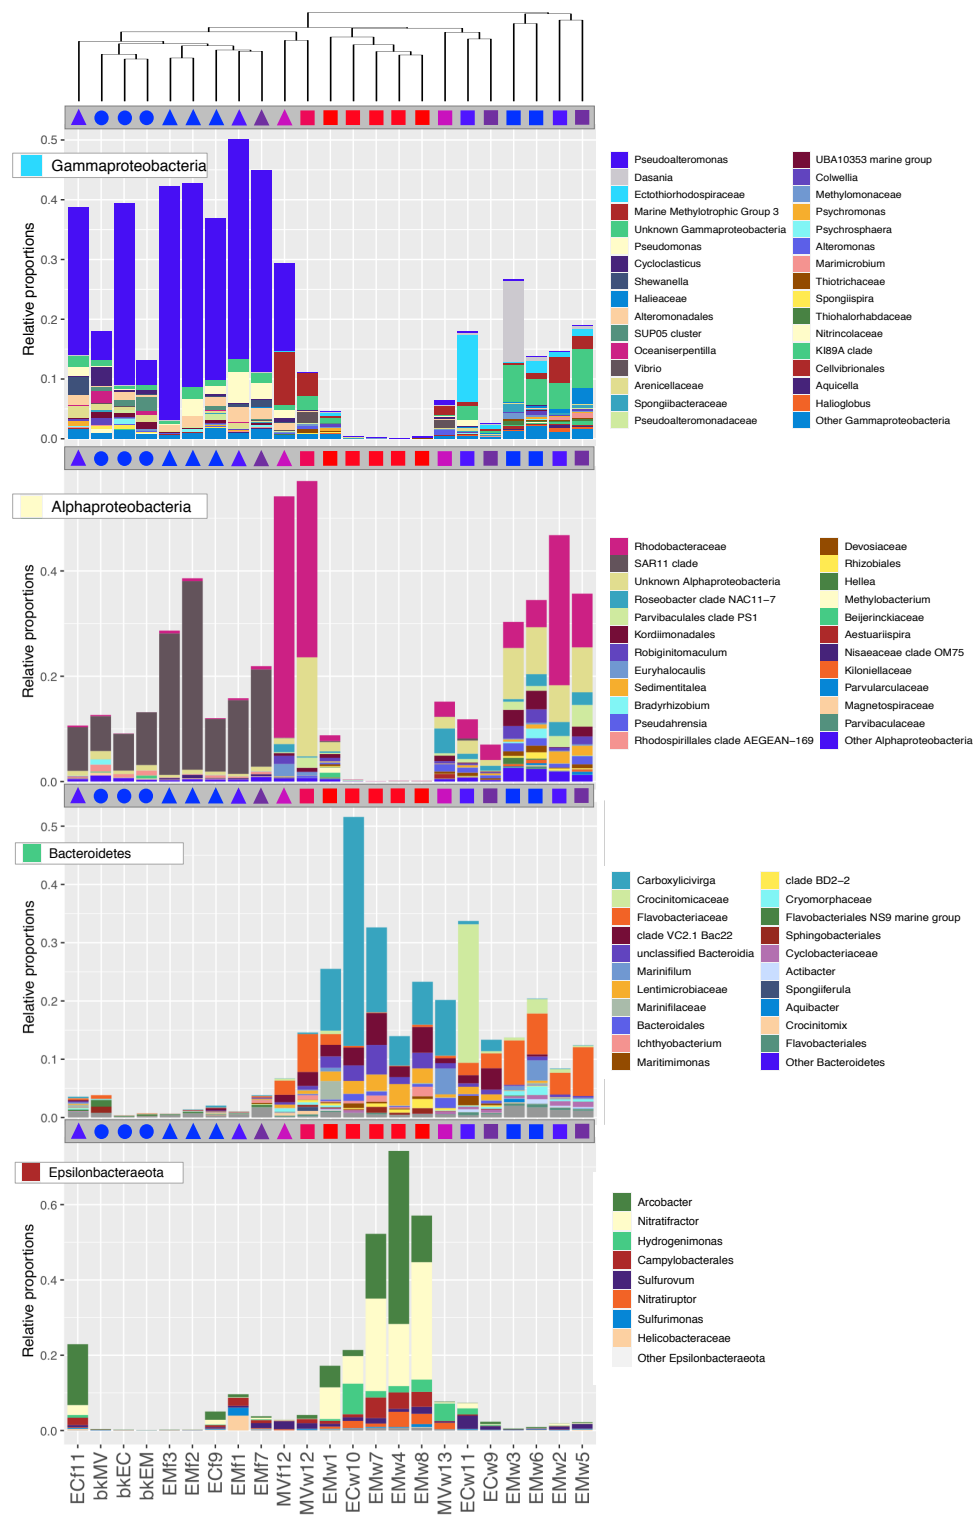 0.5
Gammaproteobacteria
0.4
0.3
0.2
0.1
0.0
Relative proportions
Pseudoalteromonas
Dasania
Ectothiorhodospiraceae
Marine Methylotrophic Group 3
Unknown Gammaproteobacteria
Pseudomonas
Cycloclasticus
Shewanella
Halieaceae
Alteromonadales
SUP05 cluster
Oceaniserpentilla
Vibrio
Arenicellaceae
Spongiibacteraceae
Pseudoalteromonadaceae
UBA10353 marine group
Colwellia
Methylomonaceae
Psychromonas
Psychrosphaera
Alteromonas
Marimicrobium
Thiotrichaceae
Spongiispira
Thiohalorhabdaceae
Nitrincolaceae
KI89A clade
Cellvibrionales
Aquicella
Halioglobus
Other Gammaproteobacteria
Alphaproteobacteria
0.4
0.2
0.0
Relative proportions
Rhodobacteraceae
SAR11 clade
Unknown Alphaproteobacteria
Roseobacter clade NAC11−7
Parvibaculales clade PS1
Kordiimonadales
Robiginitomaculum
Euryhalocaulis
Sedimentitalea
Bradyrhizobium
Pseudahrensia
Rhodospirillales clade AEGEAN−169
Devosiaceae
Rhizobiales
Hellea
Methylobacterium
Beijerinckiaceae
Aestuariispira
Nisaeaceae clade OM75
Kiloniellaceae
Parvularculaceae
Magnetospiraceae
Parvibaculaceae
Other Alphaproteobacteria
0.5
Bacteroidetes
0.4
0.3
0.2
0.1
0.0
Relative proportions
Carboxylicivirga
Crocinitomicaceae
Flavobacteriaceae
clade VC2.1 Bac22
unclassified Bacteroidia
Marinifilum
Lentimicrobiaceae
Marinifilaceae
Bacteroidales
Ichthyobacterium
Maritimimonas
clade BD2−2
Cryomorphaceae
Flavobacteriales NS9 marine group
Sphingobacteriales
Cyclobacteriaceae
Actibacter
Spongiiferula
Aquibacter
Crocinitomix
Flavobacteriales
Other Bacteroidetes
Epsilonbacteraeota
0.6
0.4
0.2
0.0
Relative proportions
Arcobacter
Nitratifractor
Hydrogenimonas
Campylobacterales
Sulfurovum
Nitratiruptor
Sulfurimonas
Helicobacteraceae
Other Epsilonbacteraeota
ECf11
bkMV
bkEC
bkEM
EMf3
EMf2
ECf9
EMf1
EMf7
MVf12
MVw12
EMw1
ECw10
EMw7
EMw4
EMw8
MVw13
ECw11
ECw9
EMw3
EMw6
EMw2
EMw5